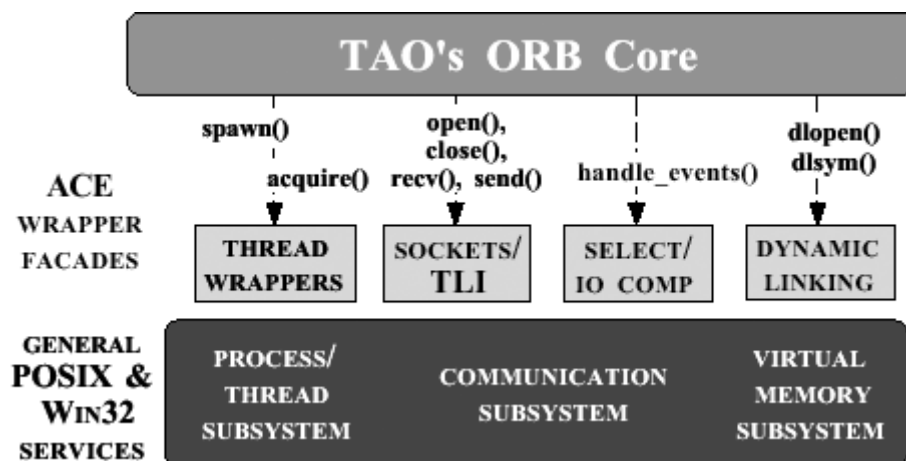 TAO's ORB Core
spawn()
acquire()
open(),
close(),
recv(), send()
handle_events()
dlopen()
dlsym()
ACE
WRAPPER
FACADES
THREAD
WRAPPERS
SOCKETS/
TLI
SELECT/
IO COMP
DYNAMIC
LINKING
GENERAL
POSIX &
WIN32
SERVICES
PROCESS/
THREAD
SUBSYSTEM
COMMUNICATION
SUBSYSTEM
VIRTUAL
MEMORY
SUBSYSTEM